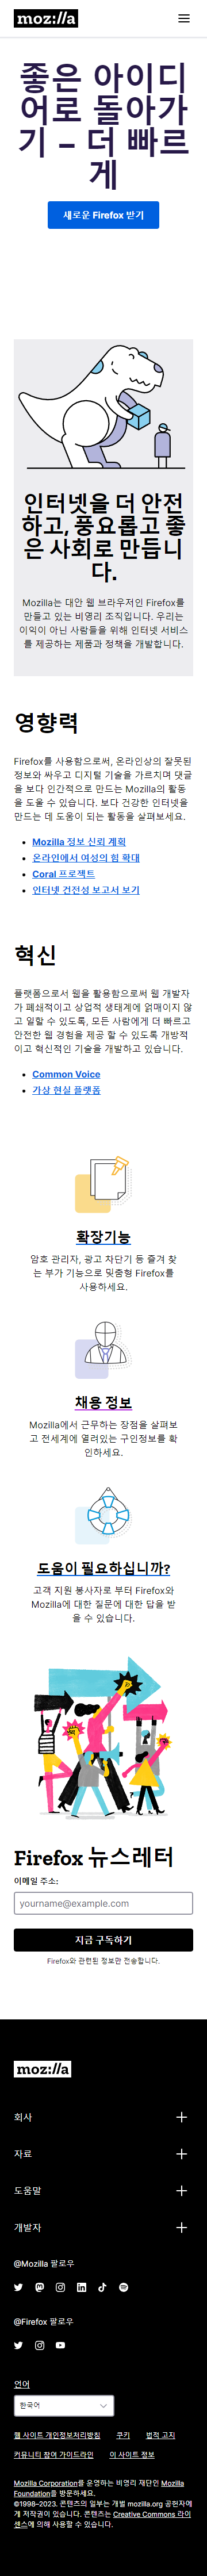 moz://a
좋은 아이디
어로 돌아가
기 – 더 빠르
게
새로운 Firefox 받기
인터넷을 더 안전
하고, 풍요롭고 좋
은 사회로 만듭니
다.
Mozilla는 대안 웹 브라우저인 Firefox를
만들고 있는 비영리 조직입니다. 우리는
이익이 아닌 사람들을 위해 인터넷 서비스
를 제공하는 제품과 정책을 개발합니다.
영향력
Firefox를 사용함으로써, 온라인상의 잘못된
정보와 싸우고 디지털 기술을 가르치며 댓글
을 보다 인간적으로 만드는 Mozilla의 활동
을 도울 수 있습니다. 보다 건강한 인터넷을
만드는 데 도움이 되는 활동을 살펴보세요.
Mozilla 정보 신뢰 계획
온라인에서 여성의 힘 확대
Coral 프로젝트
인터넷 건전성 보고서 보기
혁신
플랫폼으로서 웹을 활용함으로써 웹 개발자
가 폐쇄적이고 상업적 생태계에 얽매이지 않
고 일할 수 있도록, 모든 사람에게 더 빠르고
안전한 웹 경험을 제공 할 수 있도록 개방적
이고 혁신적인 기술을 개발하고 있습니다.
Common Voice
가상 현실 플랫폼
확장기능
암호 관리자, 광고 차단기 등 즐겨 찾
는 부가 기능으로 맞춤형 Firefox를
사용하세요.
채용 정보
Mozilla에서 근무하는 장점을 살펴보
고 전세계에 열려있는 구인정보를 확
인하세요.
도움이 필요하십니까?
고객 지원 봉사자로 부터 Firefox와
Mozilla에 대한 질문에 대한 답을 받
을 수 있습니다.
Firefox 뉴스레터
이메일 주소:
yourname@example.com
지금 구독하기
Firefox와 관련된 정보만 전송합니다.
moz://a
회사
자료
도움말
개발자
@Mozilla 팔로우
@Firefox 팔로우
언어
한국어
웹 사이트 개인정보처리방침 쿠키 법적 고지
커뮤니티 참여 가이드라인 이 사이트 정보
Mozilla Corporation를 운영하는 비영리 재단인 Mozilla
Foundation을 방문하세요.
©1998–2023. 콘텐츠의 일부는 개별 mozilla.org 공헌자에
게 저작권이 있습니다. 콘텐츠는 Creative Commons 라이
센스에 의해 사용할 수 있습니다.